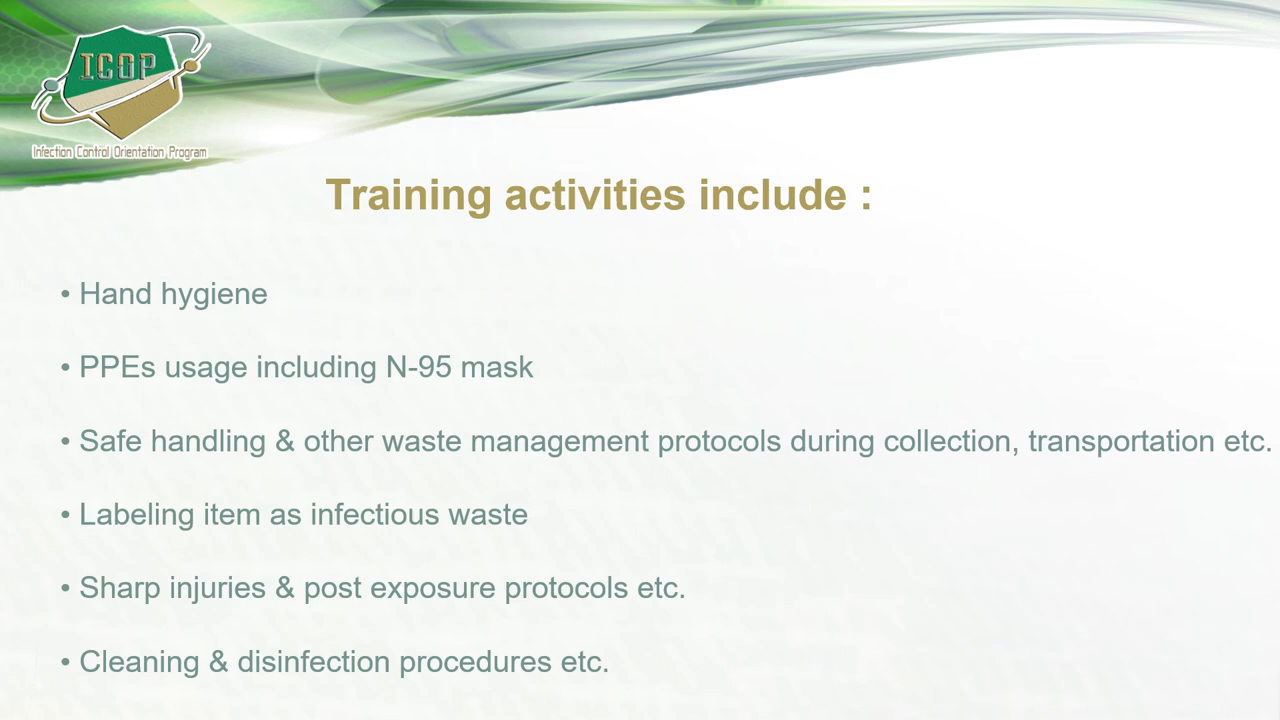 ICOP
Infection Control Orientation Program
Training activities include :
• Hand hygiene
• PPEs usage including N-95 mask
• Safe handling & other waste management protocols during collection, transportation etc.
• Labeling item as infectious waste
• Sharp injuries & post exposure protocols etc.
• Cleaning & disinfection procedures etc.